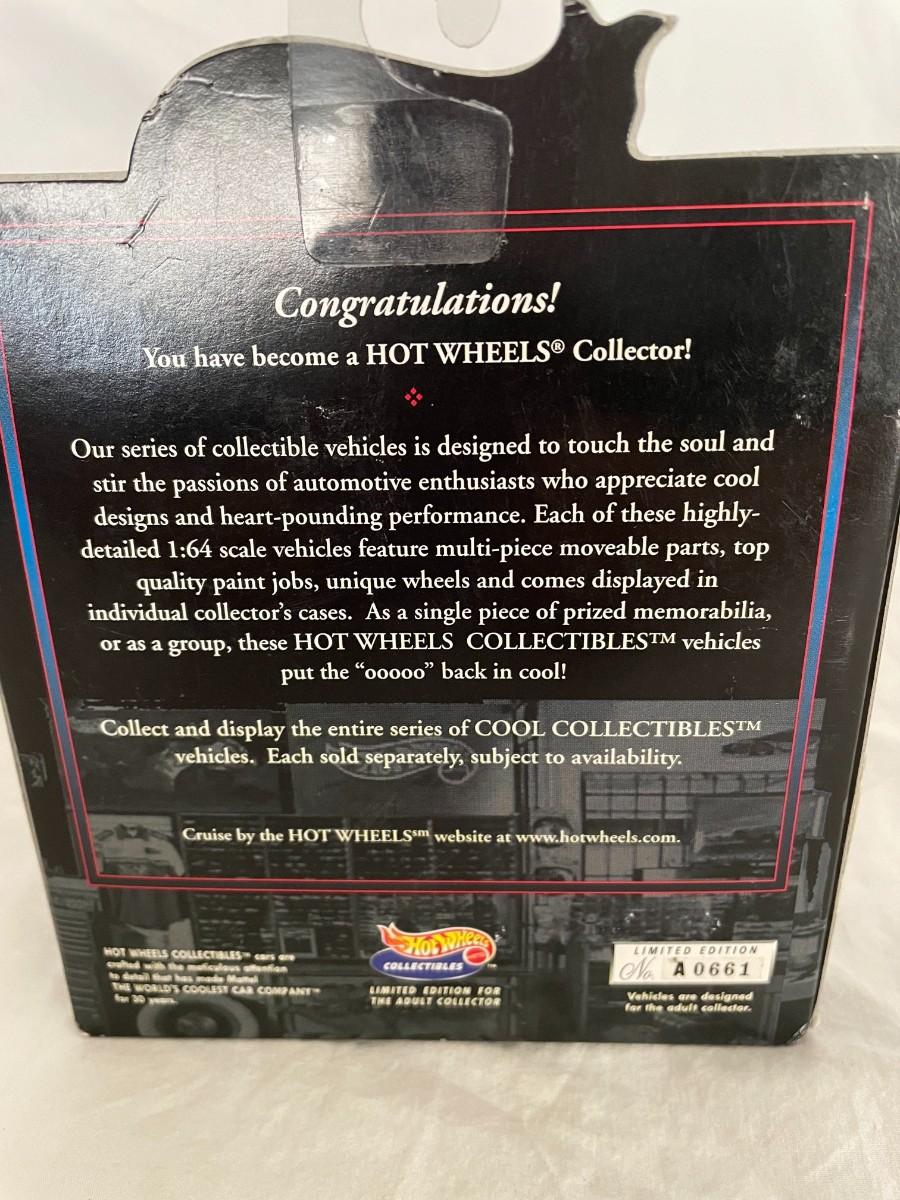 Congratulations!
You have become a HOT WHEELS® Collector!
Our series of collectible vehicles is designed to touch the soul and
stir the passions of automotive enthusiasts who appreciate cool
designs and heart-pounding performance. Each of these highly-
detailed 1:64 scale vehicles feature multi-piece moveable parts, top
quality paint jobs, unique wheels and comes displayed in
individual collector's cases. As a single piece of prized memorabilia,
or as a group, these HOT WHEELS COLLECTIBLES™ vehicles
put the “ooooo” back in cool!
Collect and display the entire series of COOL COLLECTIBLES™
vehicles. Each sold separately, subject to availability.
Cruise by the HOT WHEELS℠ website at www.hotwheels.com.
HOT WHEELS COLLECTIBLES™ cars are
crafted with the meticulous attention
to detail that has made Mattel
THE WORLD'S COOLEST CAR COMPANY™
for 30 years.
Hot Wheels
COLLECTIBLES™
LIMITED EDITION FOR
THE ADULT COLLECTOR
LIMITED EDITION
No. A 0661
Vehicles are designed
for the adult collector.